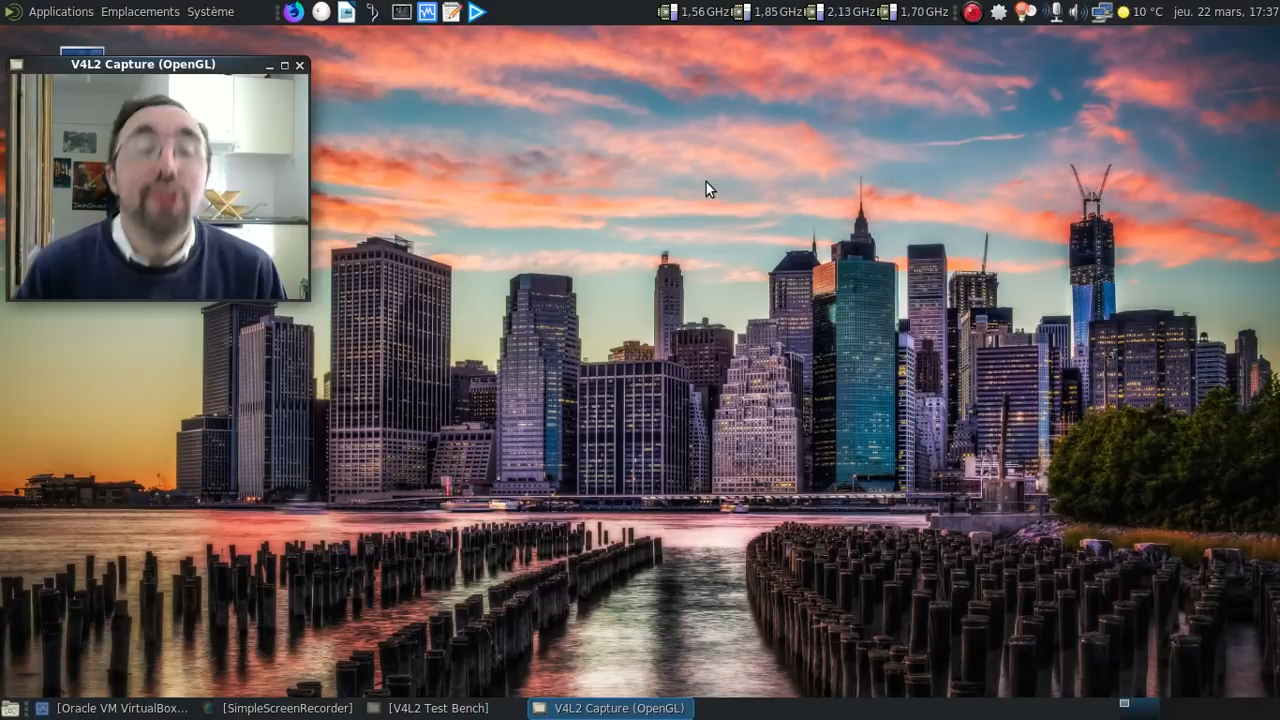 Applications Emplacements Système 1,56 GHz 1,85 GHz 2,13 GHz 1,70 GHz 10 °C jeu. 22 mars, 17:37
V4L2 Capture (OpenGL)
[Oracle VM VirtualBox... [SimpleScreenRecorder] [V4L2 Test Bench] V4L2 Capture (OpenGL)